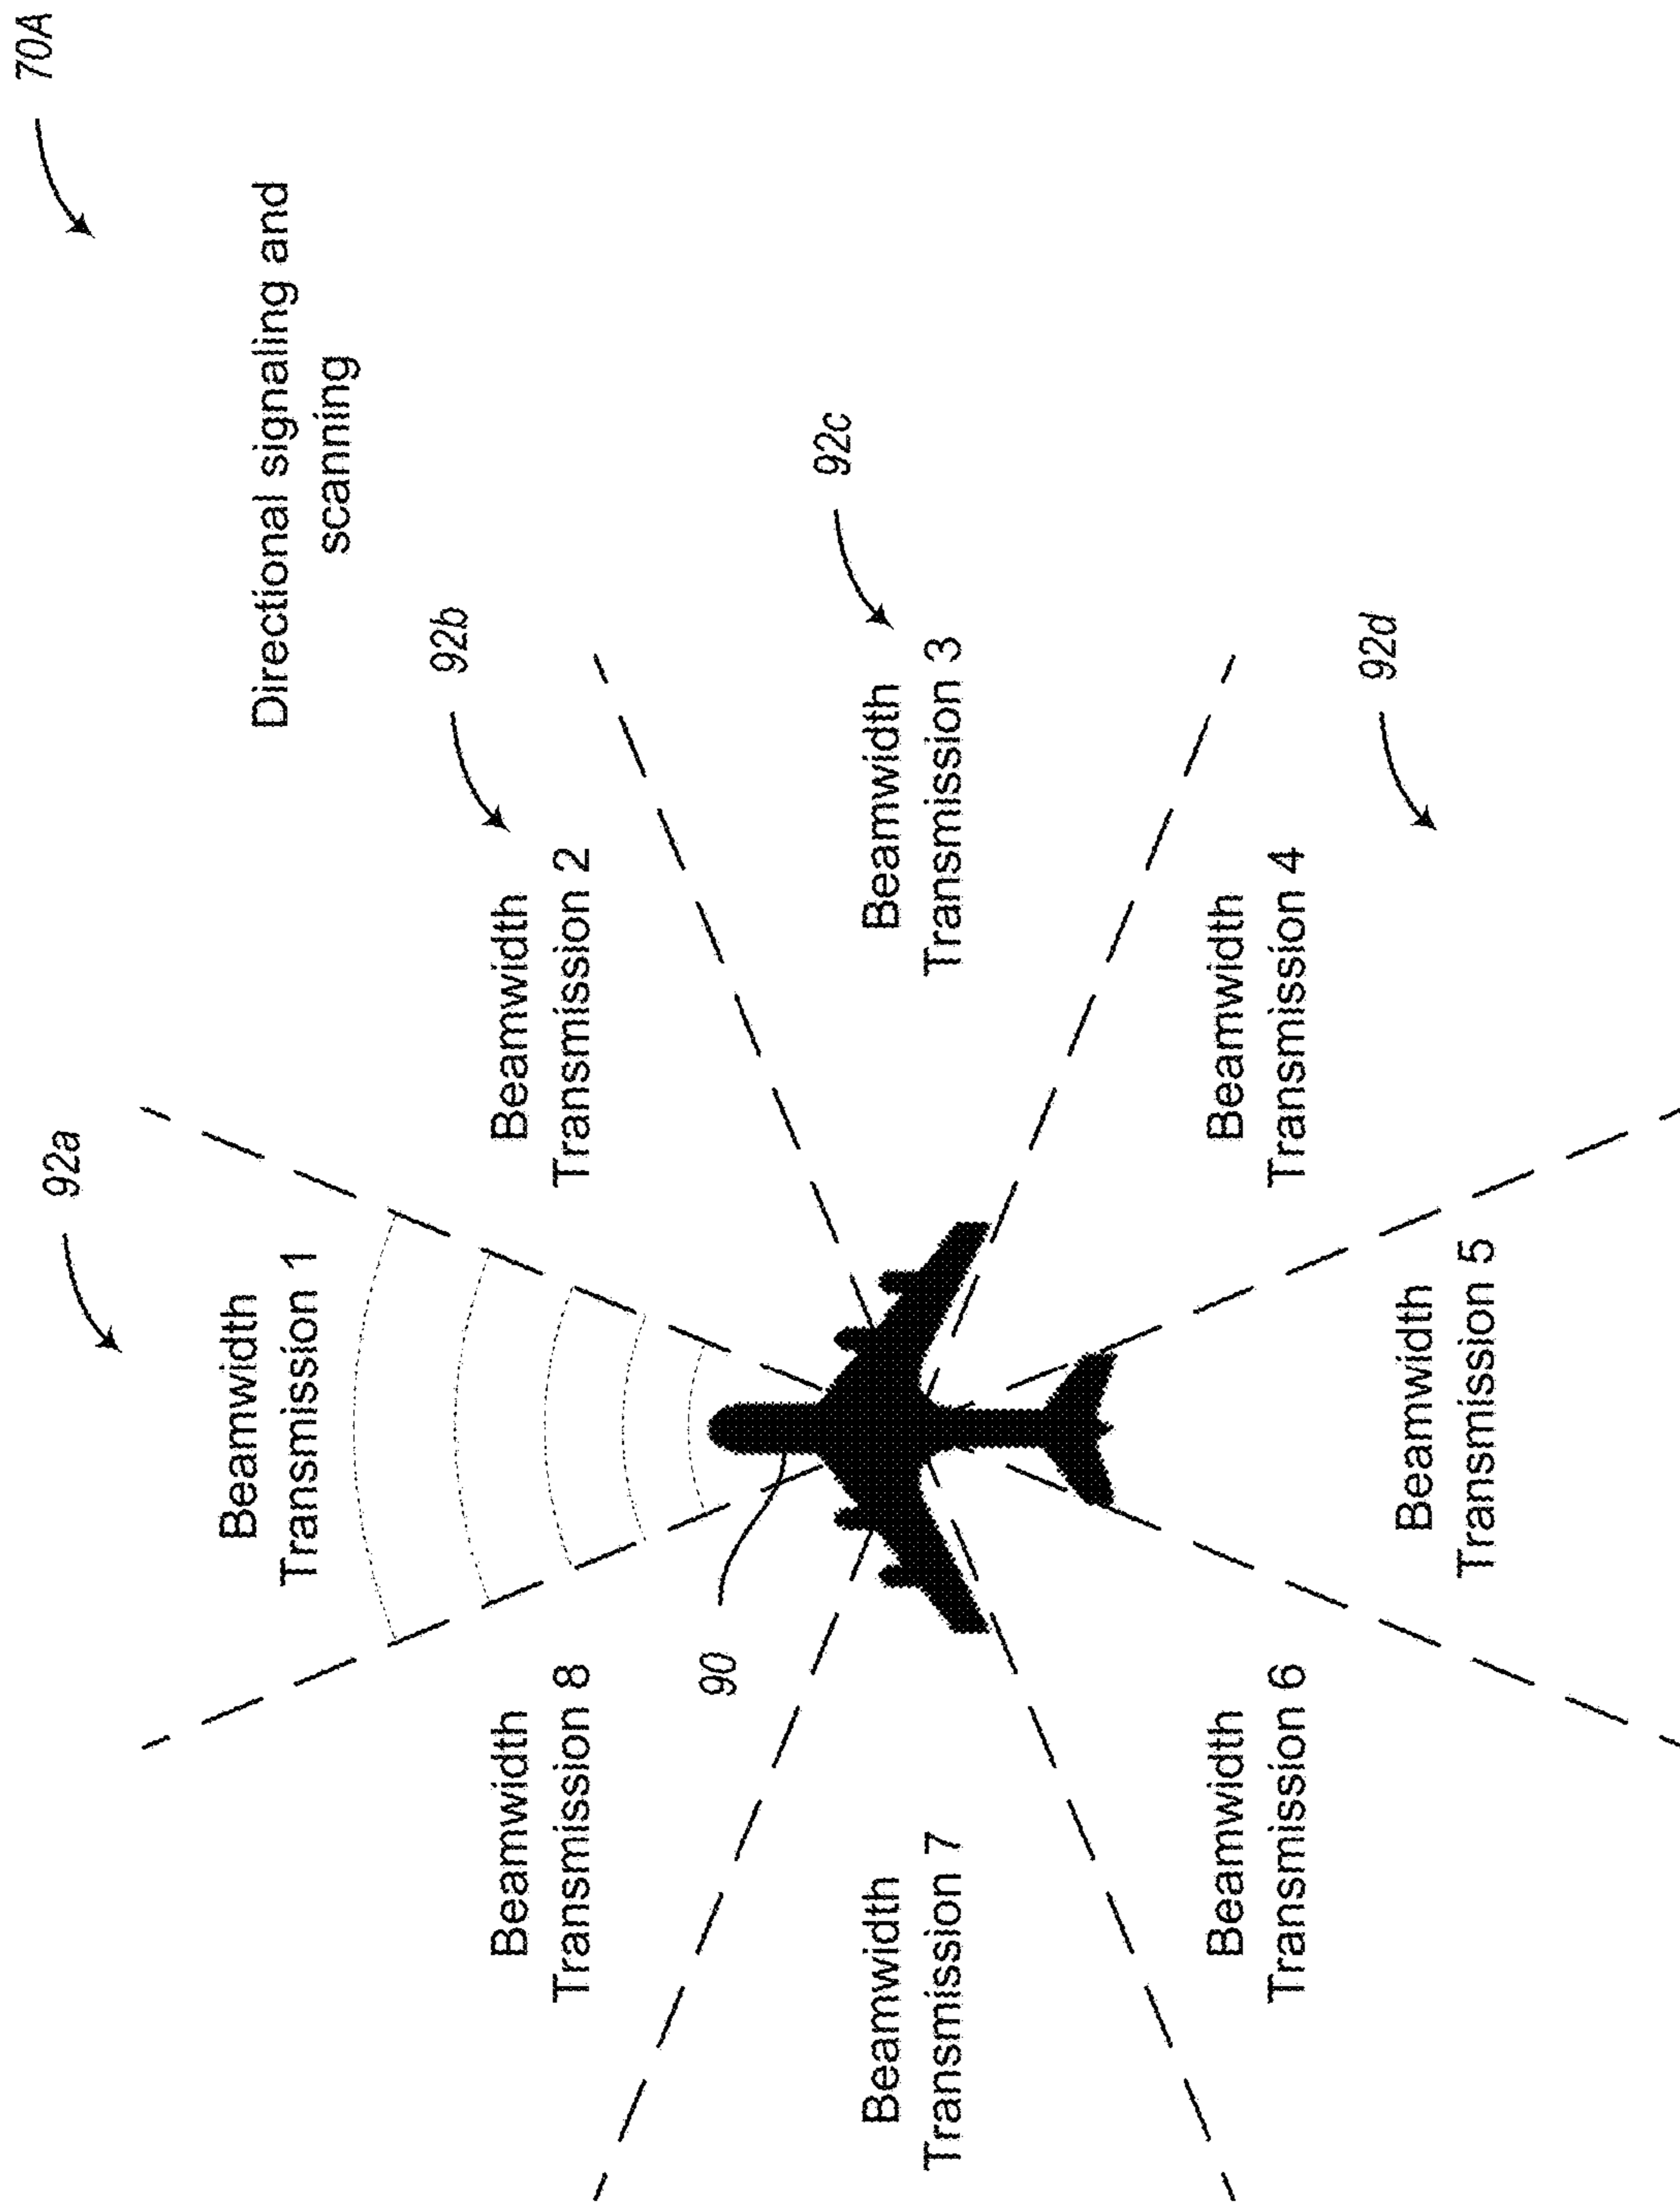 70A
Directional signaling and
scanning
92a
Beamwidth
Transmission 1
92b
Beamwidth
Transmission 2
92c
Beamwidth
Transmission 3
92d
Beamwidth
Transmission 4
Beamwidth
Transmission 5
Beamwidth
Transmission 6
Beamwidth
Transmission 7
Beamwidth
Transmission 8
90